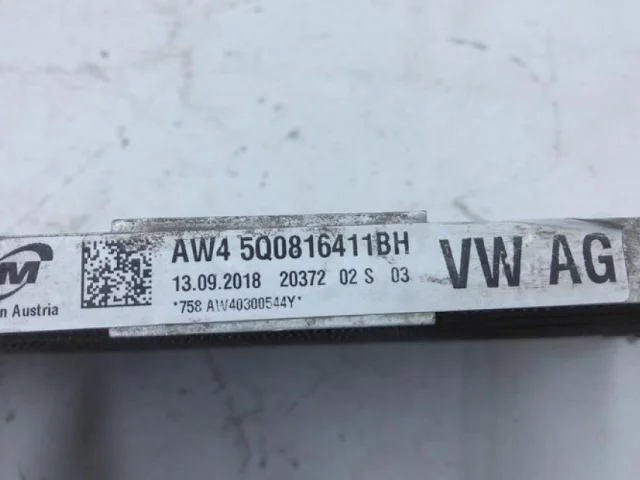 M
n Austria
AW4 5Q0816411BH
13.09.2018 20372 02 S 03
*758 AW40300544Y*
VW AG